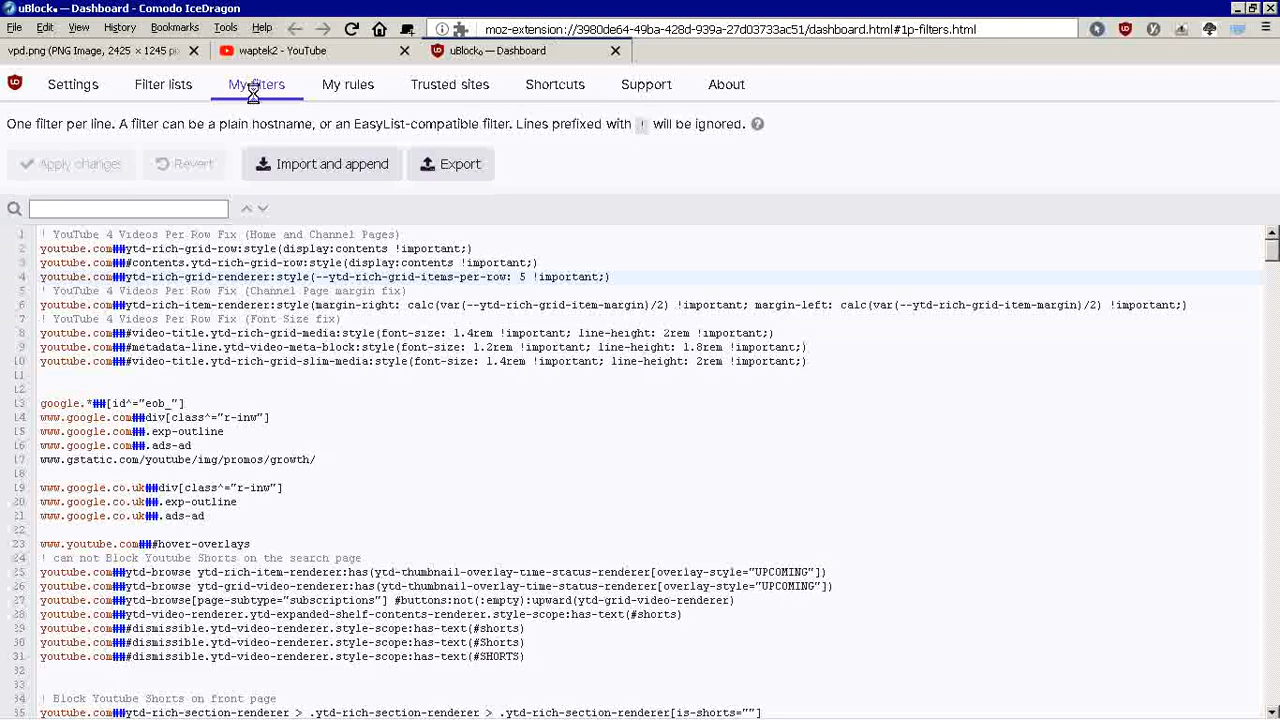 uBlock₀ — Dashboard - Comodo IceDragon
File Edit View History Bookmarks Tools Help
moz-extension://3980de64-49ba-428d-939a-27d03733ac51/dashboard.html#1p-filters.html
vpd.png (PNG Image, 2425 × 1245 pi
waptek2 - YouTube
uBlock₀ — Dashboard
Settings Filter lists My filters My rules Trusted sites Shortcuts Support About
One filter per line. A filter can be a plain hostname, or an EasyList-compatible filter. Lines prefixed with ! will be ignored. ?
Apply changes Revert Import and append Export
1 ! YouTube 4 Videos Per Row Fix (Home and Channel Pages)
2 youtube.com##ytd-rich-grid-row:style(display:contents !important;)
3 youtube.com###contents.ytd-rich-grid-row:style(display:contents !important;)
4 youtube.com##ytd-rich-grid-renderer:style(--ytd-rich-grid-items-per-row: 5 !important;)
5 ! YouTube 4 Videos Per Row Fix (Channel Page margin fix)
6 youtube.com##ytd-rich-item-renderer:style(margin-right: calc(var(--ytd-rich-grid-item-margin)/2) !important; margin-left: calc(var(--ytd-rich-grid-item-margin)/2) !important;)
7 ! YouTube 4 Videos Per Row Fix (Font Size fix)
8 youtube.com###video-title.ytd-rich-grid-media:style(font-size: 1.4rem !important; line-height: 2rem !important;)
9 youtube.com###metadata-line.ytd-video-meta-block:style(font-size: 1.2rem !important; line-height: 1.8rem !important;)
10 youtube.com###video-title.ytd-rich-grid-slim-media:style(font-size: 1.4rem !important; line-height: 2rem !important;)
11
12
13 google.*##[id^="eob_"]
14 www.google.com##div[class^="r-inw"]
15 www.google.com##.exp-outline
16 www.google.com##.ads-ad
17 www.gstatic.com/youtube/img/promos/growth/
18
19 www.google.co.uk##div[class^="r-inw"]
20 www.google.co.uk##.exp-outline
21 www.google.co.uk##.ads-ad
22
23 www.youtube.com###hover-overlays
24 ! can not Block Youtube Shorts on the search page
25 youtube.com##ytd-browse ytd-rich-item-renderer:has(ytd-thumbnail-overlay-time-status-renderer[overlay-style="UPCOMING"])
26 youtube.com##ytd-browse ytd-grid-video-renderer:has(ytd-thumbnail-overlay-time-status-renderer[overlay-style="UPCOMING"])
27 youtube.com##ytd-browse[page-subtype="subscriptions"] #buttons:not(:empty):upward(ytd-grid-video-renderer)
28 youtube.com##ytd-video-renderer.ytd-expanded-shelf-contents-renderer.style-scope:has-text(#shorts)
29 youtube.com###dismissible.ytd-video-renderer.style-scope:has-text(#shorts)
30 youtube.com###dismissible.ytd-video-renderer.style-scope:has-text(#Shorts)
31 youtube.com###dismissible.ytd-video-renderer.style-scope:has-text(#SHORTS)
32
33
34 ! Block Youtube Shorts on front page
35 youtube.com##ytd-rich-section-renderer > .ytd-rich-section-renderer > .ytd-rich-section-renderer[is-shorts=""]